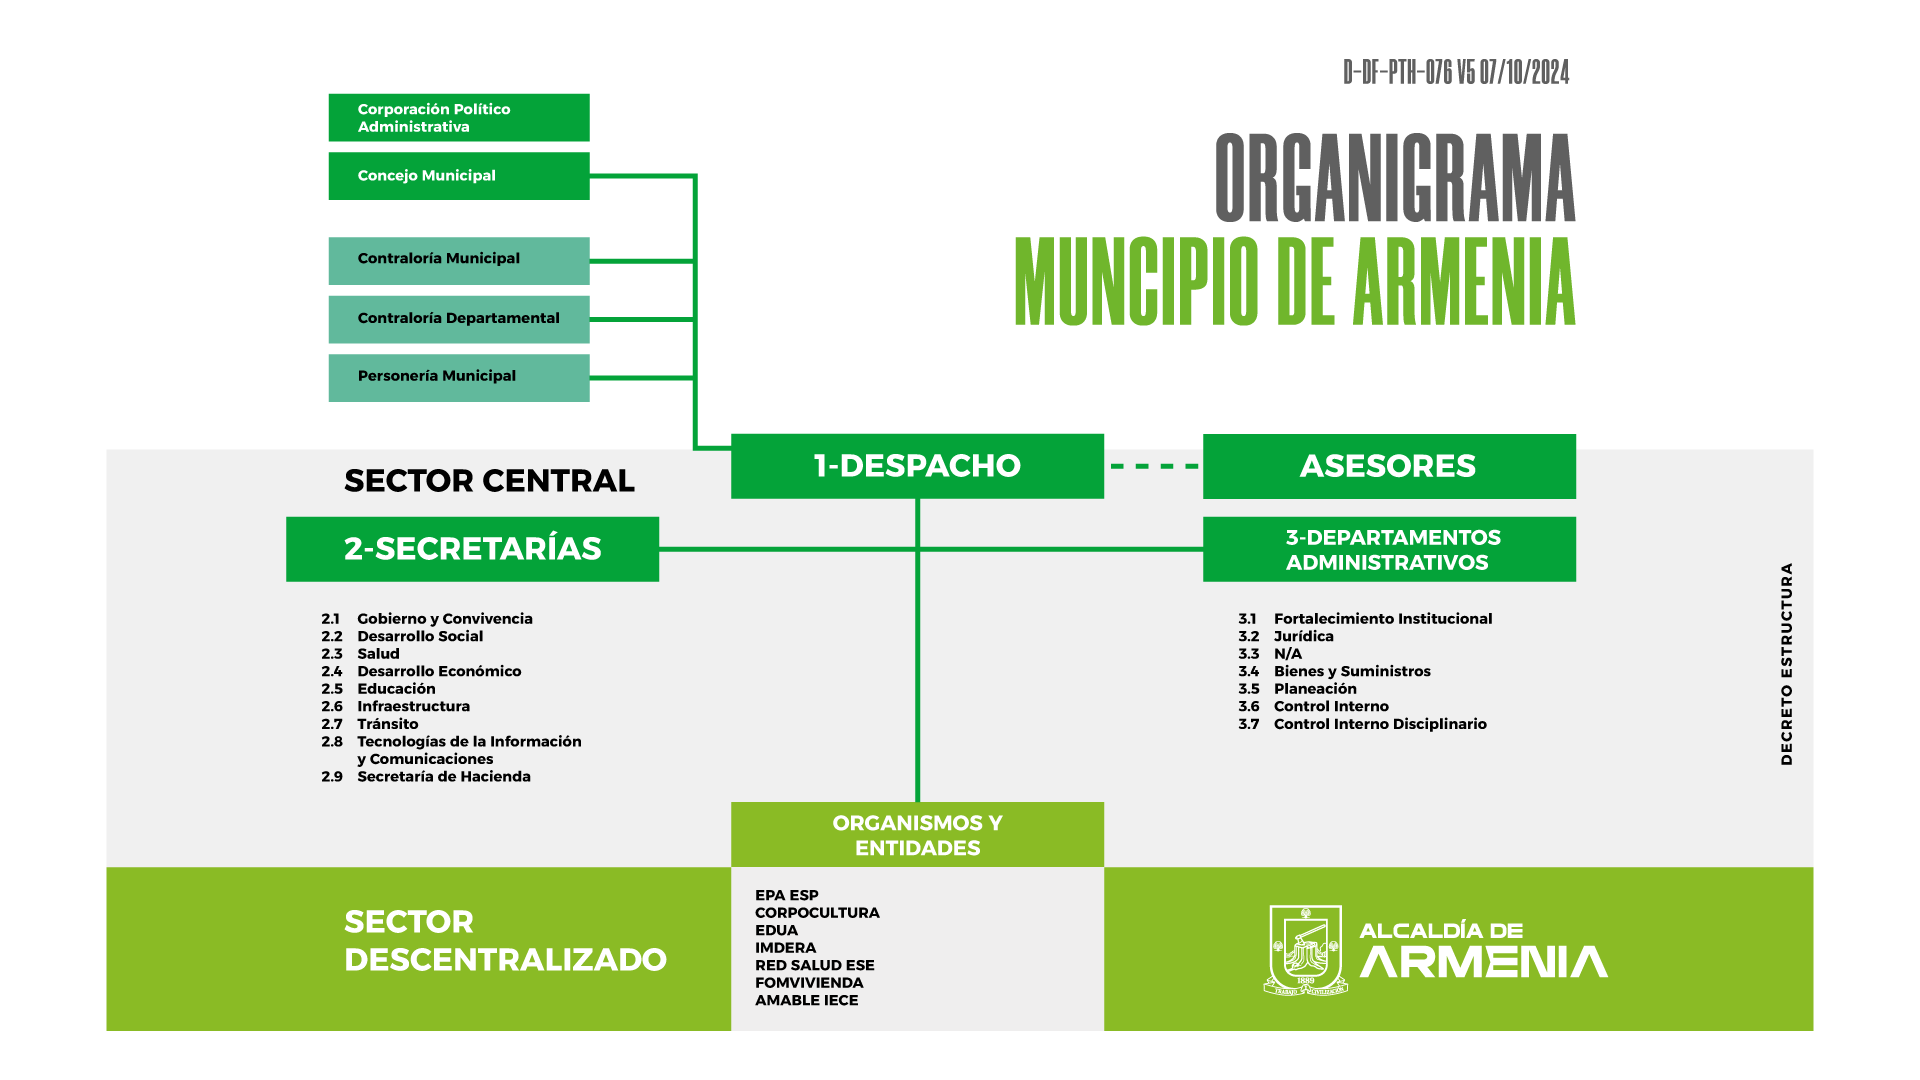 D-DF-PTH-076 V5 07/10/2024
ORGANIGRAMA
MUNCIPIO DE ARMENIA
Corporación Político
Administrativa
Concejo Municipal
Contraloría Municipal
Contraloría Departamental
Personería Municipal
1-DESPACHO
ASESORES
SECTOR CENTRAL
2-SECRETARÍAS
3-DEPARTAMENTOS
ADMINISTRATIVOS
2.1 Gobierno y Convivencia
2.2 Desarrollo Social
2.3 Salud
2.4 Desarrollo Económico
2.5 Educación
2.6 Infraestructura
2.7 Tránsito
2.8 Tecnologías de la Información
y Comunicaciones
2.9 Secretaría de Hacienda
3.1 Fortalecimiento Institucional
3.2 Jurídica
3.3 N/A
3.4 Bienes y Suministros
3.5 Planeación
3.6 Control Interno
3.7 Control Interno Disciplinario
DECRETO ESTRUCTURA
ORGANISMOS Y
ENTIDADES
SECTOR
DESCENTRALIZADO
EPA ESP
CORPOCULTURA
EDUA
IMDERA
RED SALUD ESE
FOMVIVIENDA
AMABLE IECE
1889
TRABAJO Y CIVILIZACIÓN
ALCALDÍA DE
ARMENIA